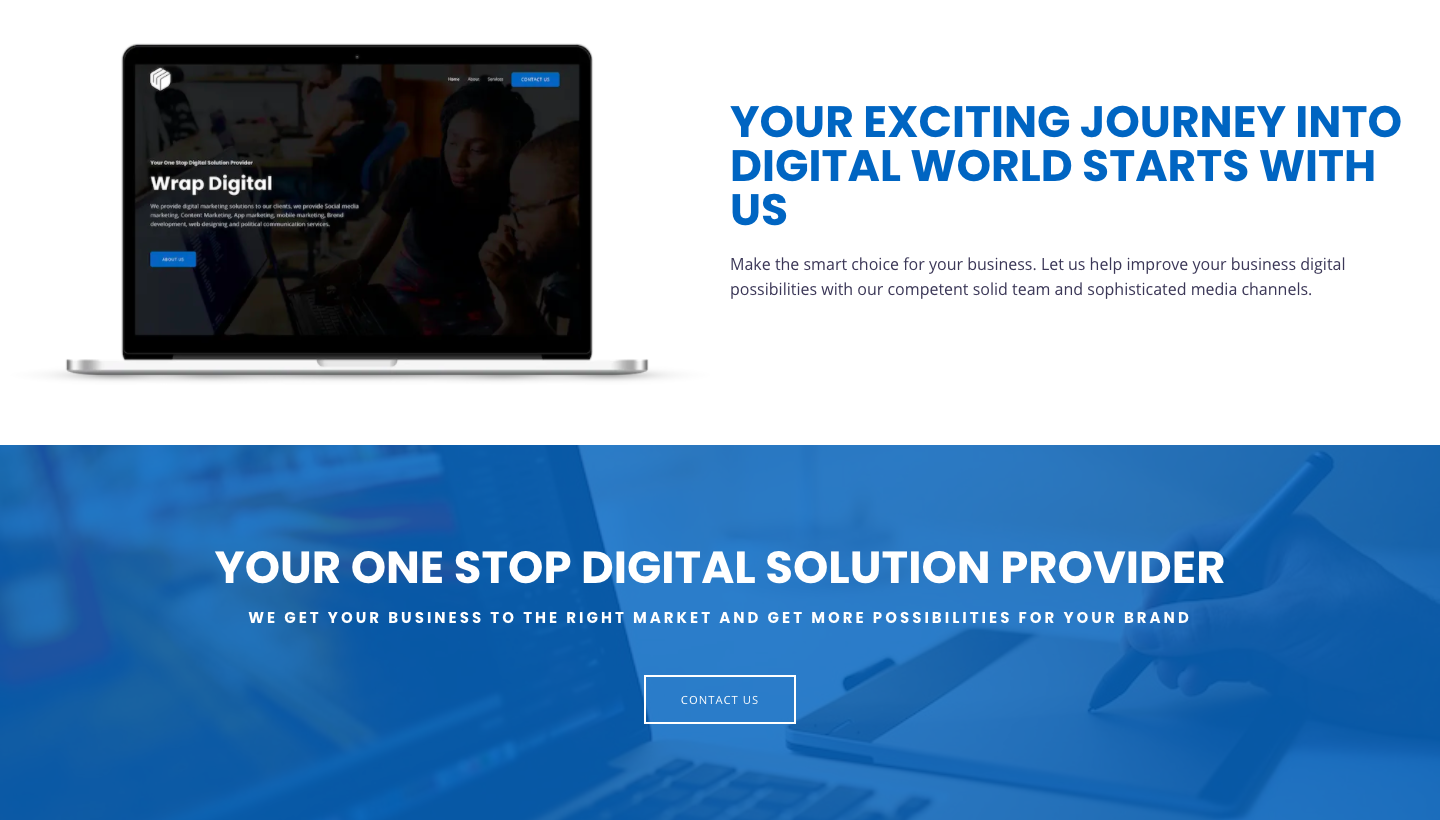 Home About Services CONTACT US
Your One Stop Digital Solution Provider
Wrap Digital
We provide digital marketing solutions to our clients, we provide Social media
marketing, Content Marketing, App marketing, mobile marketing, Brend
development, web designing and political communication services.
ABOUT US
YOUR EXCITING JOURNEY INTO
DIGITAL WORLD STARTS WITH
US
Make the smart choice for your business. Let us help improve your business digital
possibilities with our competent solid team and sophisticated media channels.
YOUR ONE STOP DIGITAL SOLUTION PROVIDER
WE GET YOUR BUSINESS TO THE RIGHT MARKET AND GET MORE POSSIBILITIES FOR YOUR BRAND
CONTACT US